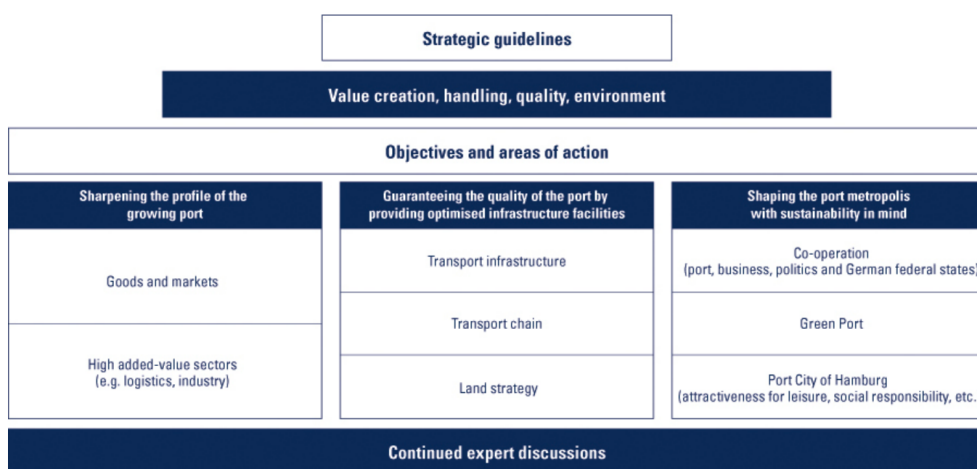 Strategic guidelines
Value creation, handling, quality, environment
Objectives and areas of action
Sharpening the profile of the
growing port
Goods and markets
High added-value sectors
(e.g. logistics, industry)
Guaranteeing the quality of the port by
providing optimised infrastructure facilities
Transport infrastructure
Transport chain
Land strategy
Shaping the port metropolis
with sustainability in mind
Co-operation
(port, business, politics and German federal states)
Green Port
Port City of Hamburg
(attractiveness for leisure, social responsibility, etc.
Continued expert discussions